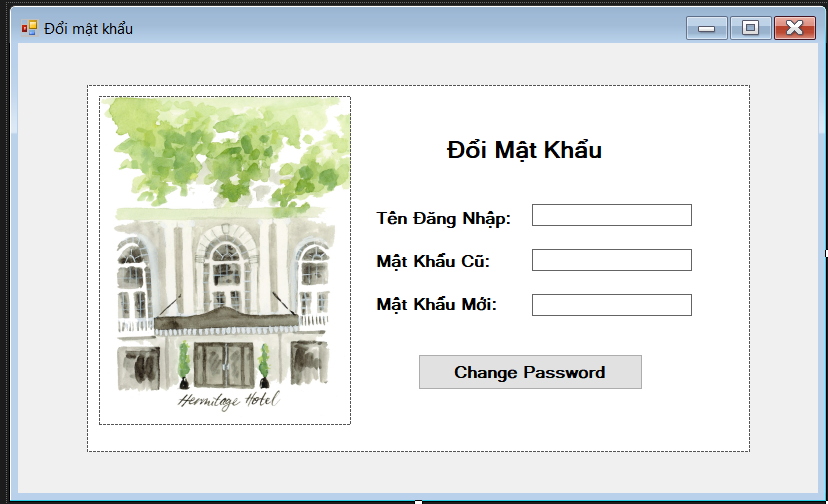 Đổi mật khẩu
Đổi Mật Khẩu
Tên Đăng Nhập:
Mật Khẩu Cũ:
Mật Khẩu Mới:
Change Password
Hermitage Hotel